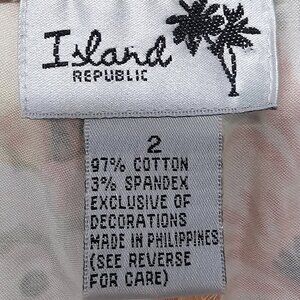 Island
REPUBLIC
2
97% COTTON
3% SPANDEX
EXCLUSIVE OF
DECORATIONS
MADE IN PHILIPPINES
(SEE REVERSE
FOR CARE)